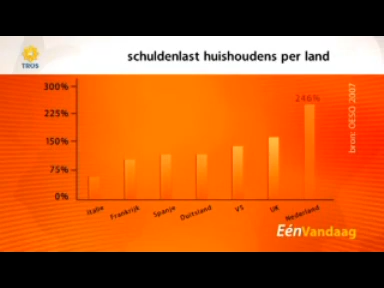 TROS
schuldenlast huishoudens per land
300%
225%
150%
75%
0%
246%
Italie
Frankrijk
Spanje
Duitsland
VS
UK
Nederland
bron: OESO 2007
EénVandaag